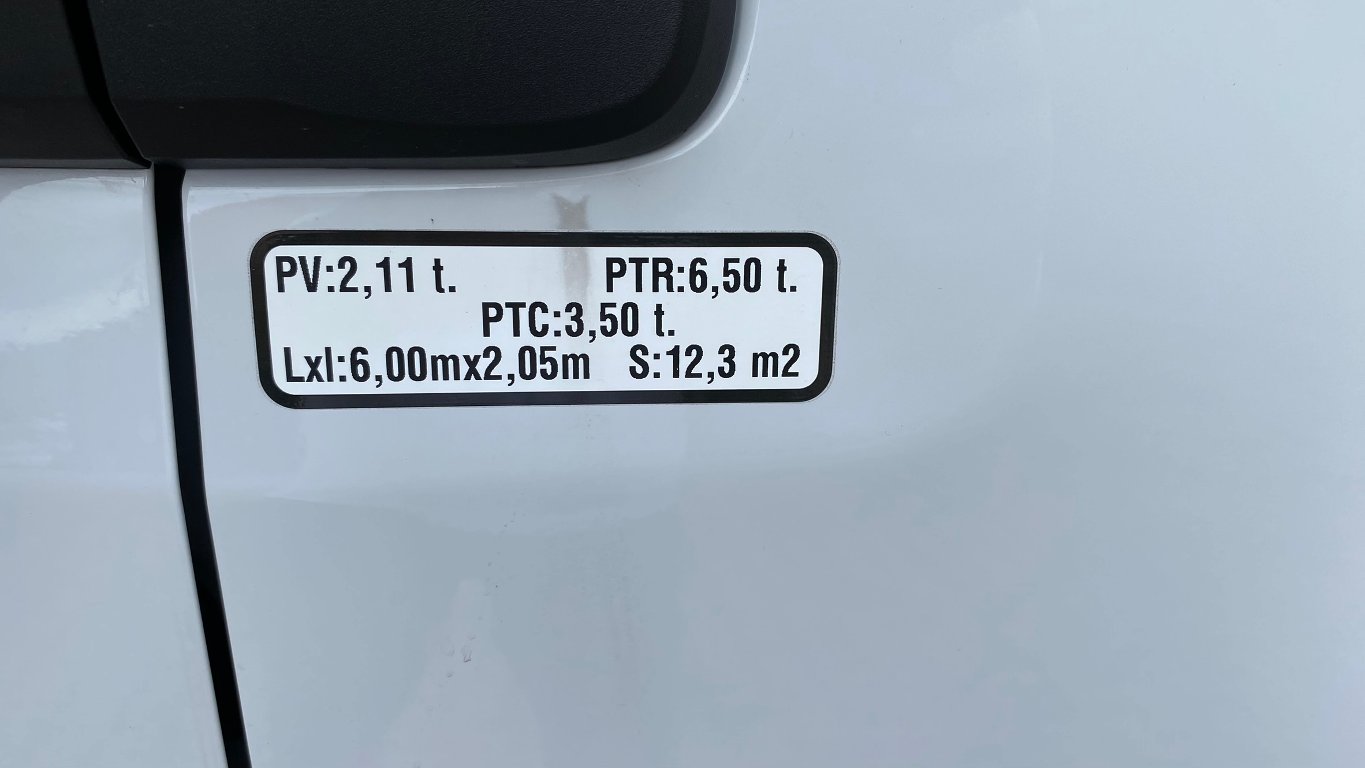 PV:2,11 t. PTR:6,50 t.
PTC:3,50 t.
Lxl:6,00mx2,05m S:12,3 m2